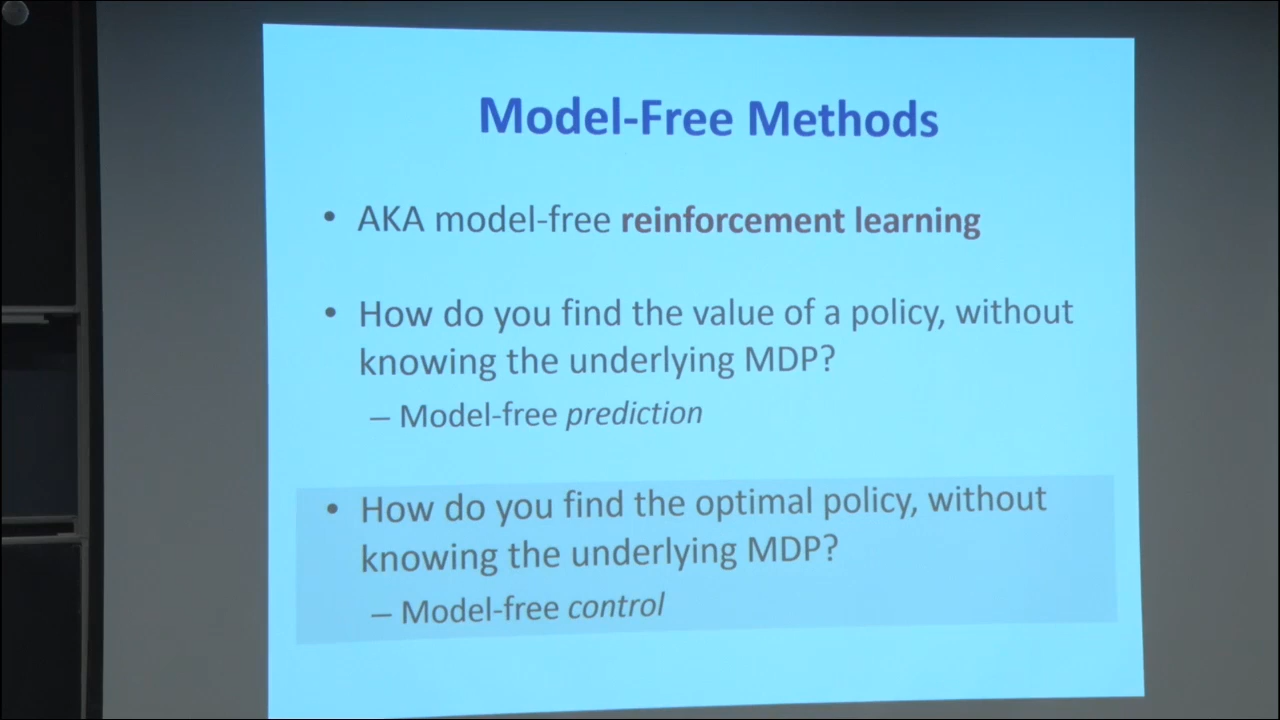 Model-Free Methods
• AKA model-free reinforcement learning
• How do you find the value of a policy, without
knowing the underlying MDP?
– Model-free prediction
• How do you find the optimal policy, without
knowing the underlying MDP?
– Model-free control